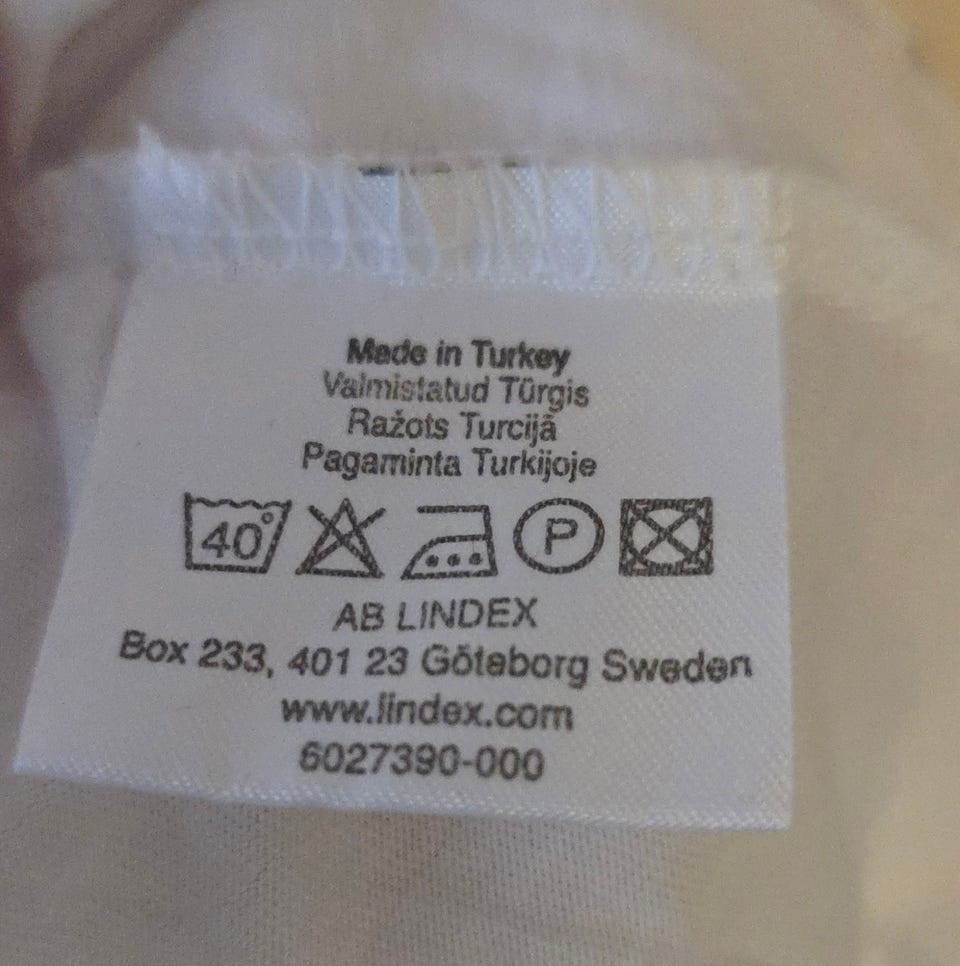 Made in Turkey
Valmistatud Türgis
Ražots Turcijā
Pagaminta Turkijoje
40° P
AB LINDEX
Box 233, 401 23 Göteborg Sweden
www.lindex.com
6027390-000